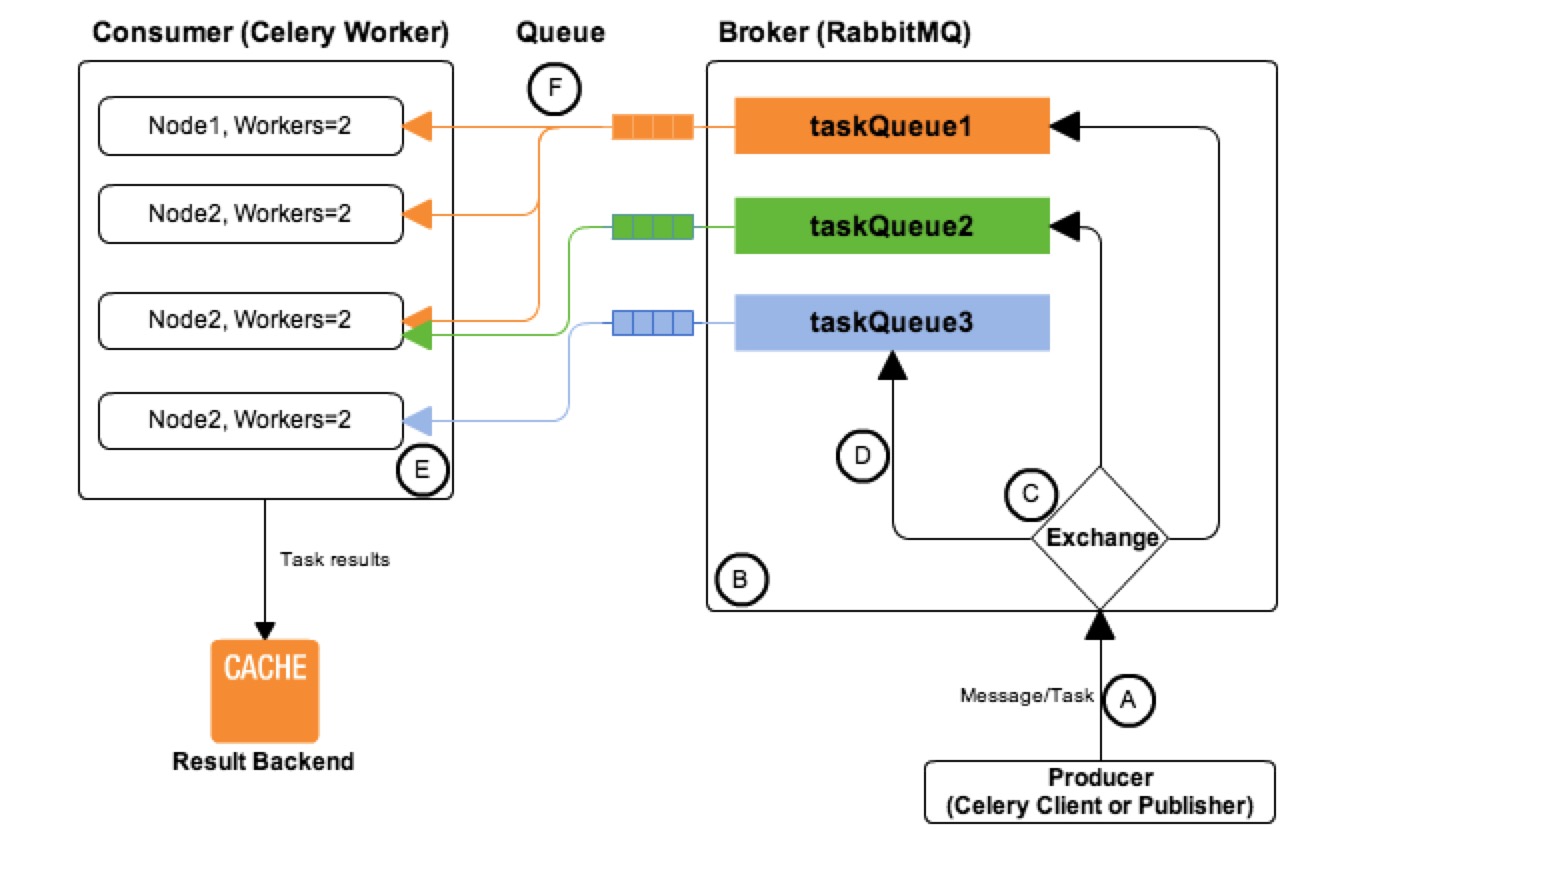 Consumer (Celery Worker)
Queue
Broker (RabbitMQ)
F
Node1, Workers=2
taskQueue1
Node2, Workers=2
taskQueue2
Node2, Workers=2
taskQueue3
Node2, Workers=2
E
D
C
Exchange
B
Task results
CACHE
Result Backend
Message/Task
A
Producer
(Celery Client or Publisher)